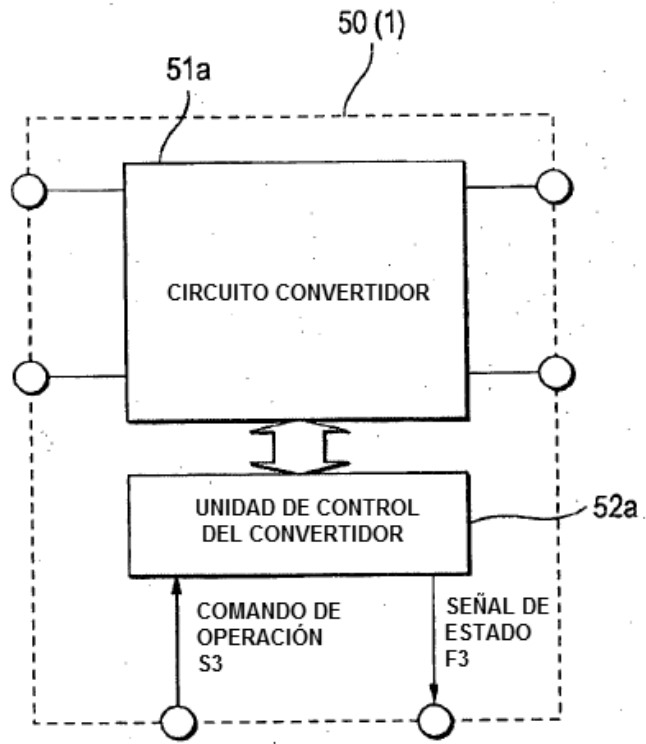 50 (1)
51a
CIRCUITO CONVERTIDOR
UNIDAD DE CONTROL
DEL CONVERTIDOR
52a
COMANDO DE
OPERACIÓN
S3
SEÑAL DE
ESTADO
F3